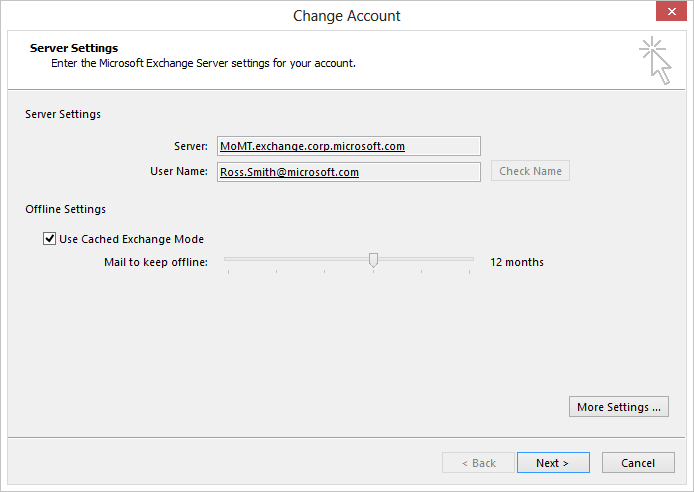 Change Account
Server Settings
Enter the Microsoft Exchange Server settings for your account.
Server Settings
Server: MoMT.exchange.corp.microsoft.com
User Name: Ross.Smith@microsoft.com Check Name
Offline Settings
Use Cached Exchange Mode
Mail to keep offline: 12 months
More Settings ...
< Back Next > Cancel